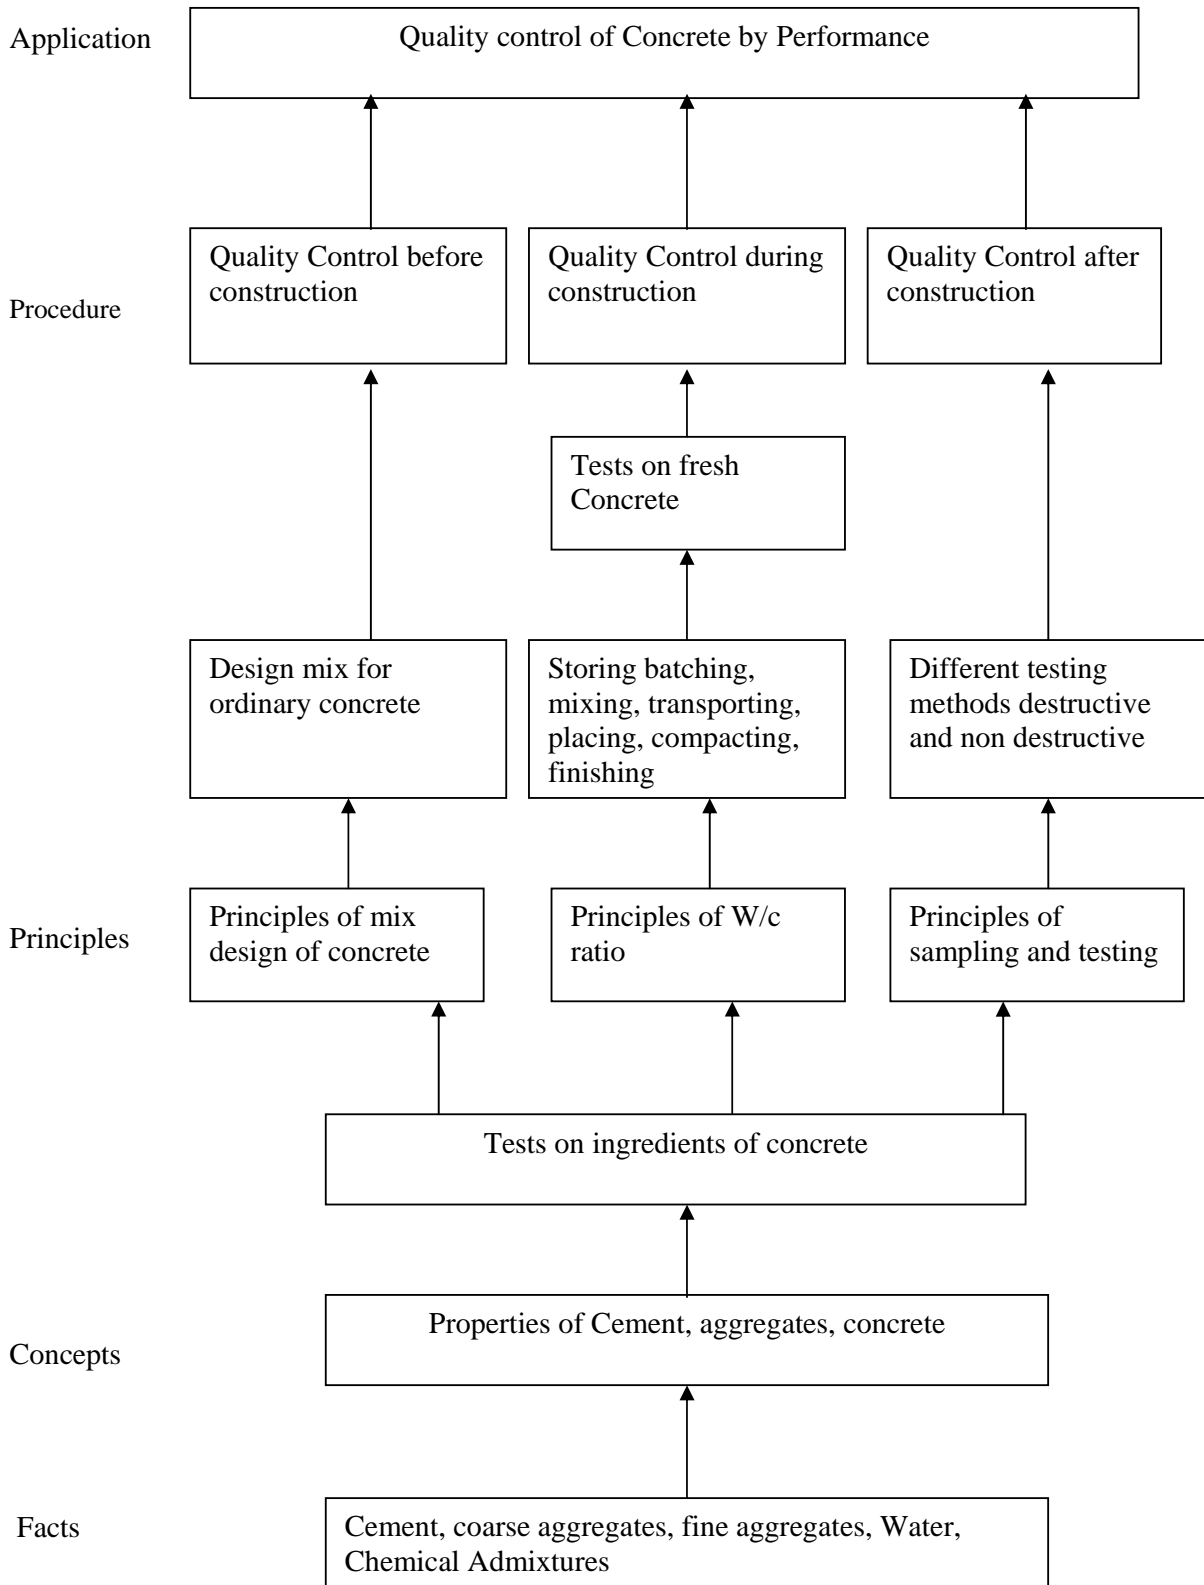 Application
Quality control of Concrete by Performance
Procedure
Quality Control before
construction
Quality Control during
construction
Quality Control after
construction
Tests on fresh
Concrete
Design mix for
ordinary concrete
Storing batching,
mixing, transporting,
placing, compacting,
finishing
Different testing
methods destructive
and non destructive
Principles
Principles of mix
design of concrete
Principles of W/c
ratio
Principles of
sampling and testing
Tests on ingredients of concrete
Concepts
Properties of Cement, aggregates, concrete
Facts
Cement, coarse aggregates, fine aggregates, Water,
Chemical Admixtures